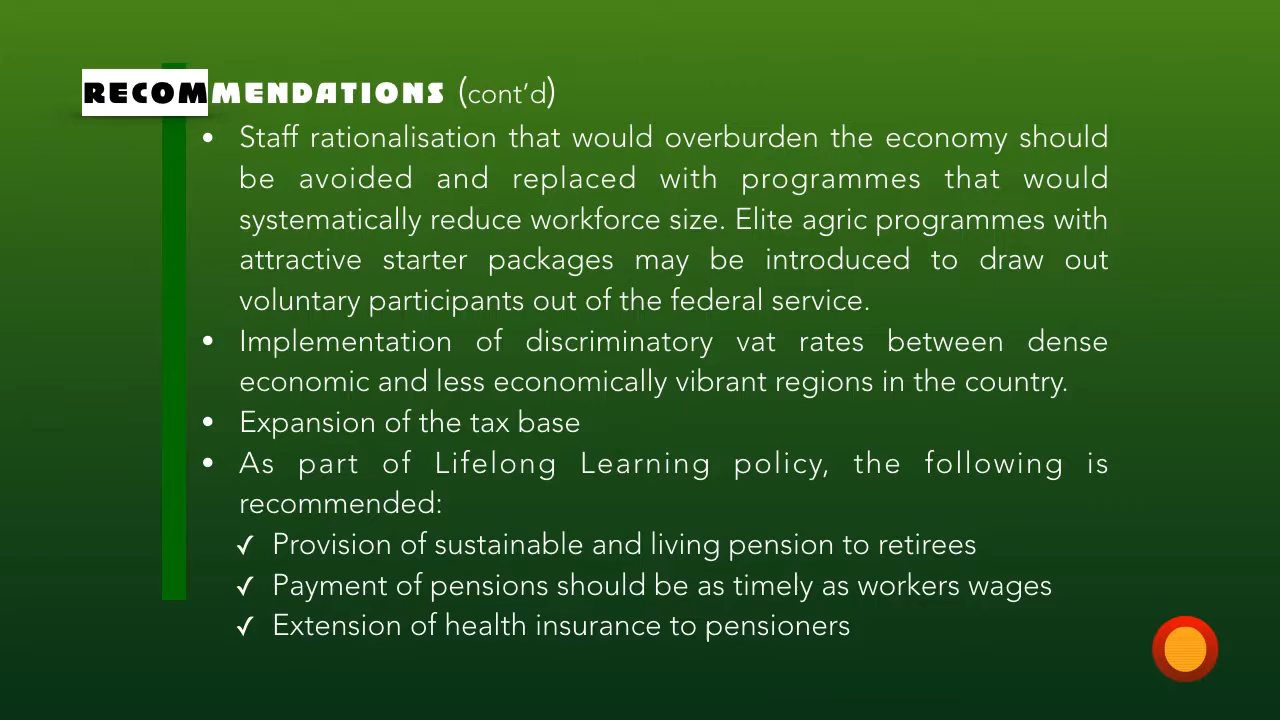 RECOMMENDATIONS (cont’d)
• Staff rationalisation that would overburden the economy should
be avoided and replaced with programmes that would
systematically reduce workforce size. Elite agric programmes with
attractive starter packages may be introduced to draw out
voluntary participants out of the federal service.
• Implementation of discriminatory vat rates between dense
economic and less economically vibrant regions in the country.
• Expansion of the tax base
• As part of Lifelong Learning policy, the following is
recommended:
✓ Provision of sustainable and living pension to retirees
✓ Payment of pensions should be as timely as workers wages
✓ Extension of health insurance to pensioners